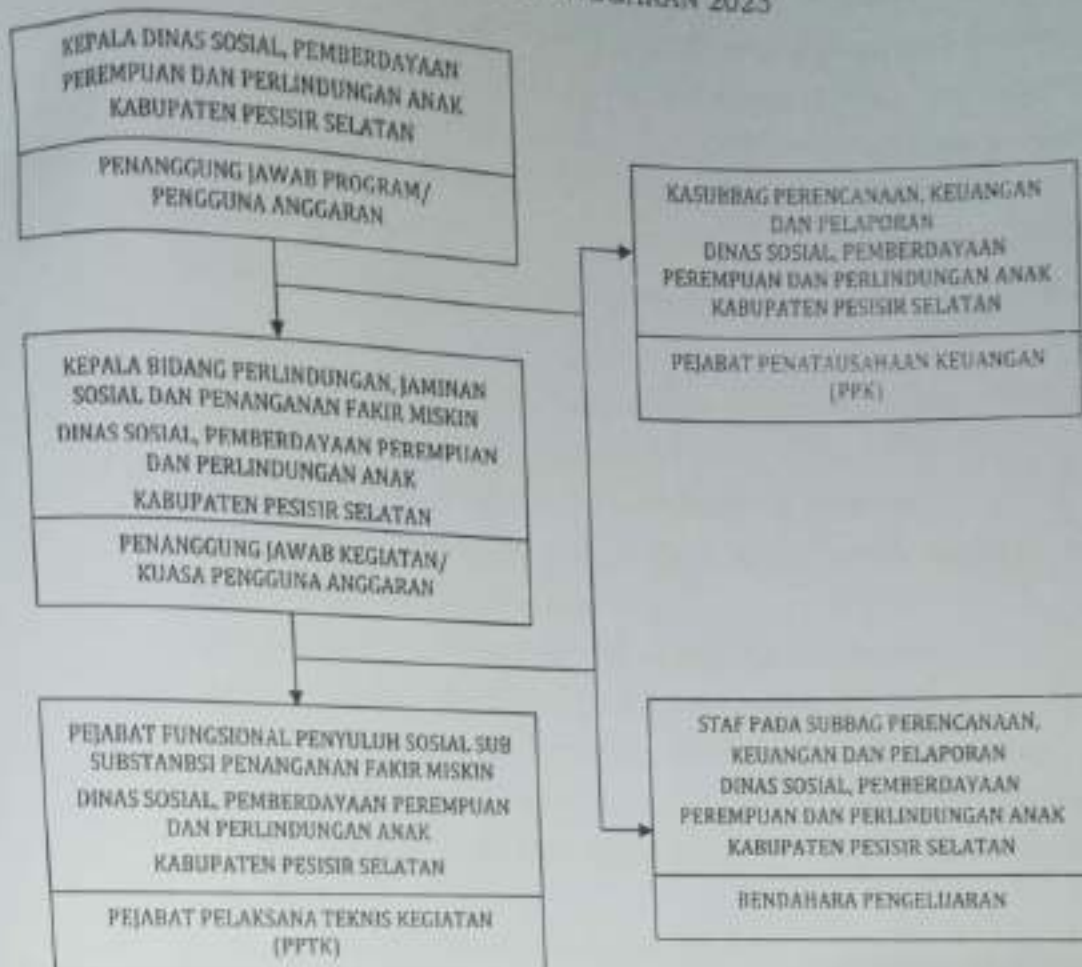 2023
KEPALA DINAS SOSIAL, PEMBERDAYAAN
PEREMPUAN DAN PERLINDUNGAN ANAK
KABUPATEN PESISIR SELATAN
PENANGGUNG JAWAB PROGRAM/
PENGGUNA ANGGARAN
KASUBBAG PERENCANAAN, KEUANGAN
DAN PELAPORAN
DINAS SOSIAL, PEMBERDAYAAN
PEREMPUAN DAN PERLINDUNGAN ANAK
KABUPATEN PESISIR SELATAN
PEJABAT PENATAUSAHAAN KEUANGAN
(PPK)
KEPALA BIDANG PERLINDUNGAN, JAMINAN
SOSIAL DAN PENANGANAN FAKIR MISKIN
DINAS SOSIAL, PEMBERDAYAAN PEREMPUAN
DAN PERLINDUNGAN ANAK
KABUPATEN PESISIR SELATAN
PENANGGUNG JAWAB KEGIATAN/
KUASA PENGGUNA ANGGARAN
PEJABAT FUNGSIONAL PENYULUH SOSIAL SUB
SUBSTANBSI PENANGANAN FAKIR MISKIN
DINAS SOSIAL, PEMBERDAYAAN PEREMPUAN
DAN PERLINDUNGAN ANAK
KABUPATEN PESISIR SELATAN
PEJABAT PELAKSANA TEKNIS KEGIATAN
(PPTK)
STAF PADA SUBBAG PERENCANAAN,
KEUANGAN DAN PELAPORAN
DINAS SOSIAL, PEMBERDAYAAN
PEREMPUAN DAN PERLINDUNGAN ANAK
KABUPATEN PESISIR SELATAN
BENDAHARA PENGELUARAN